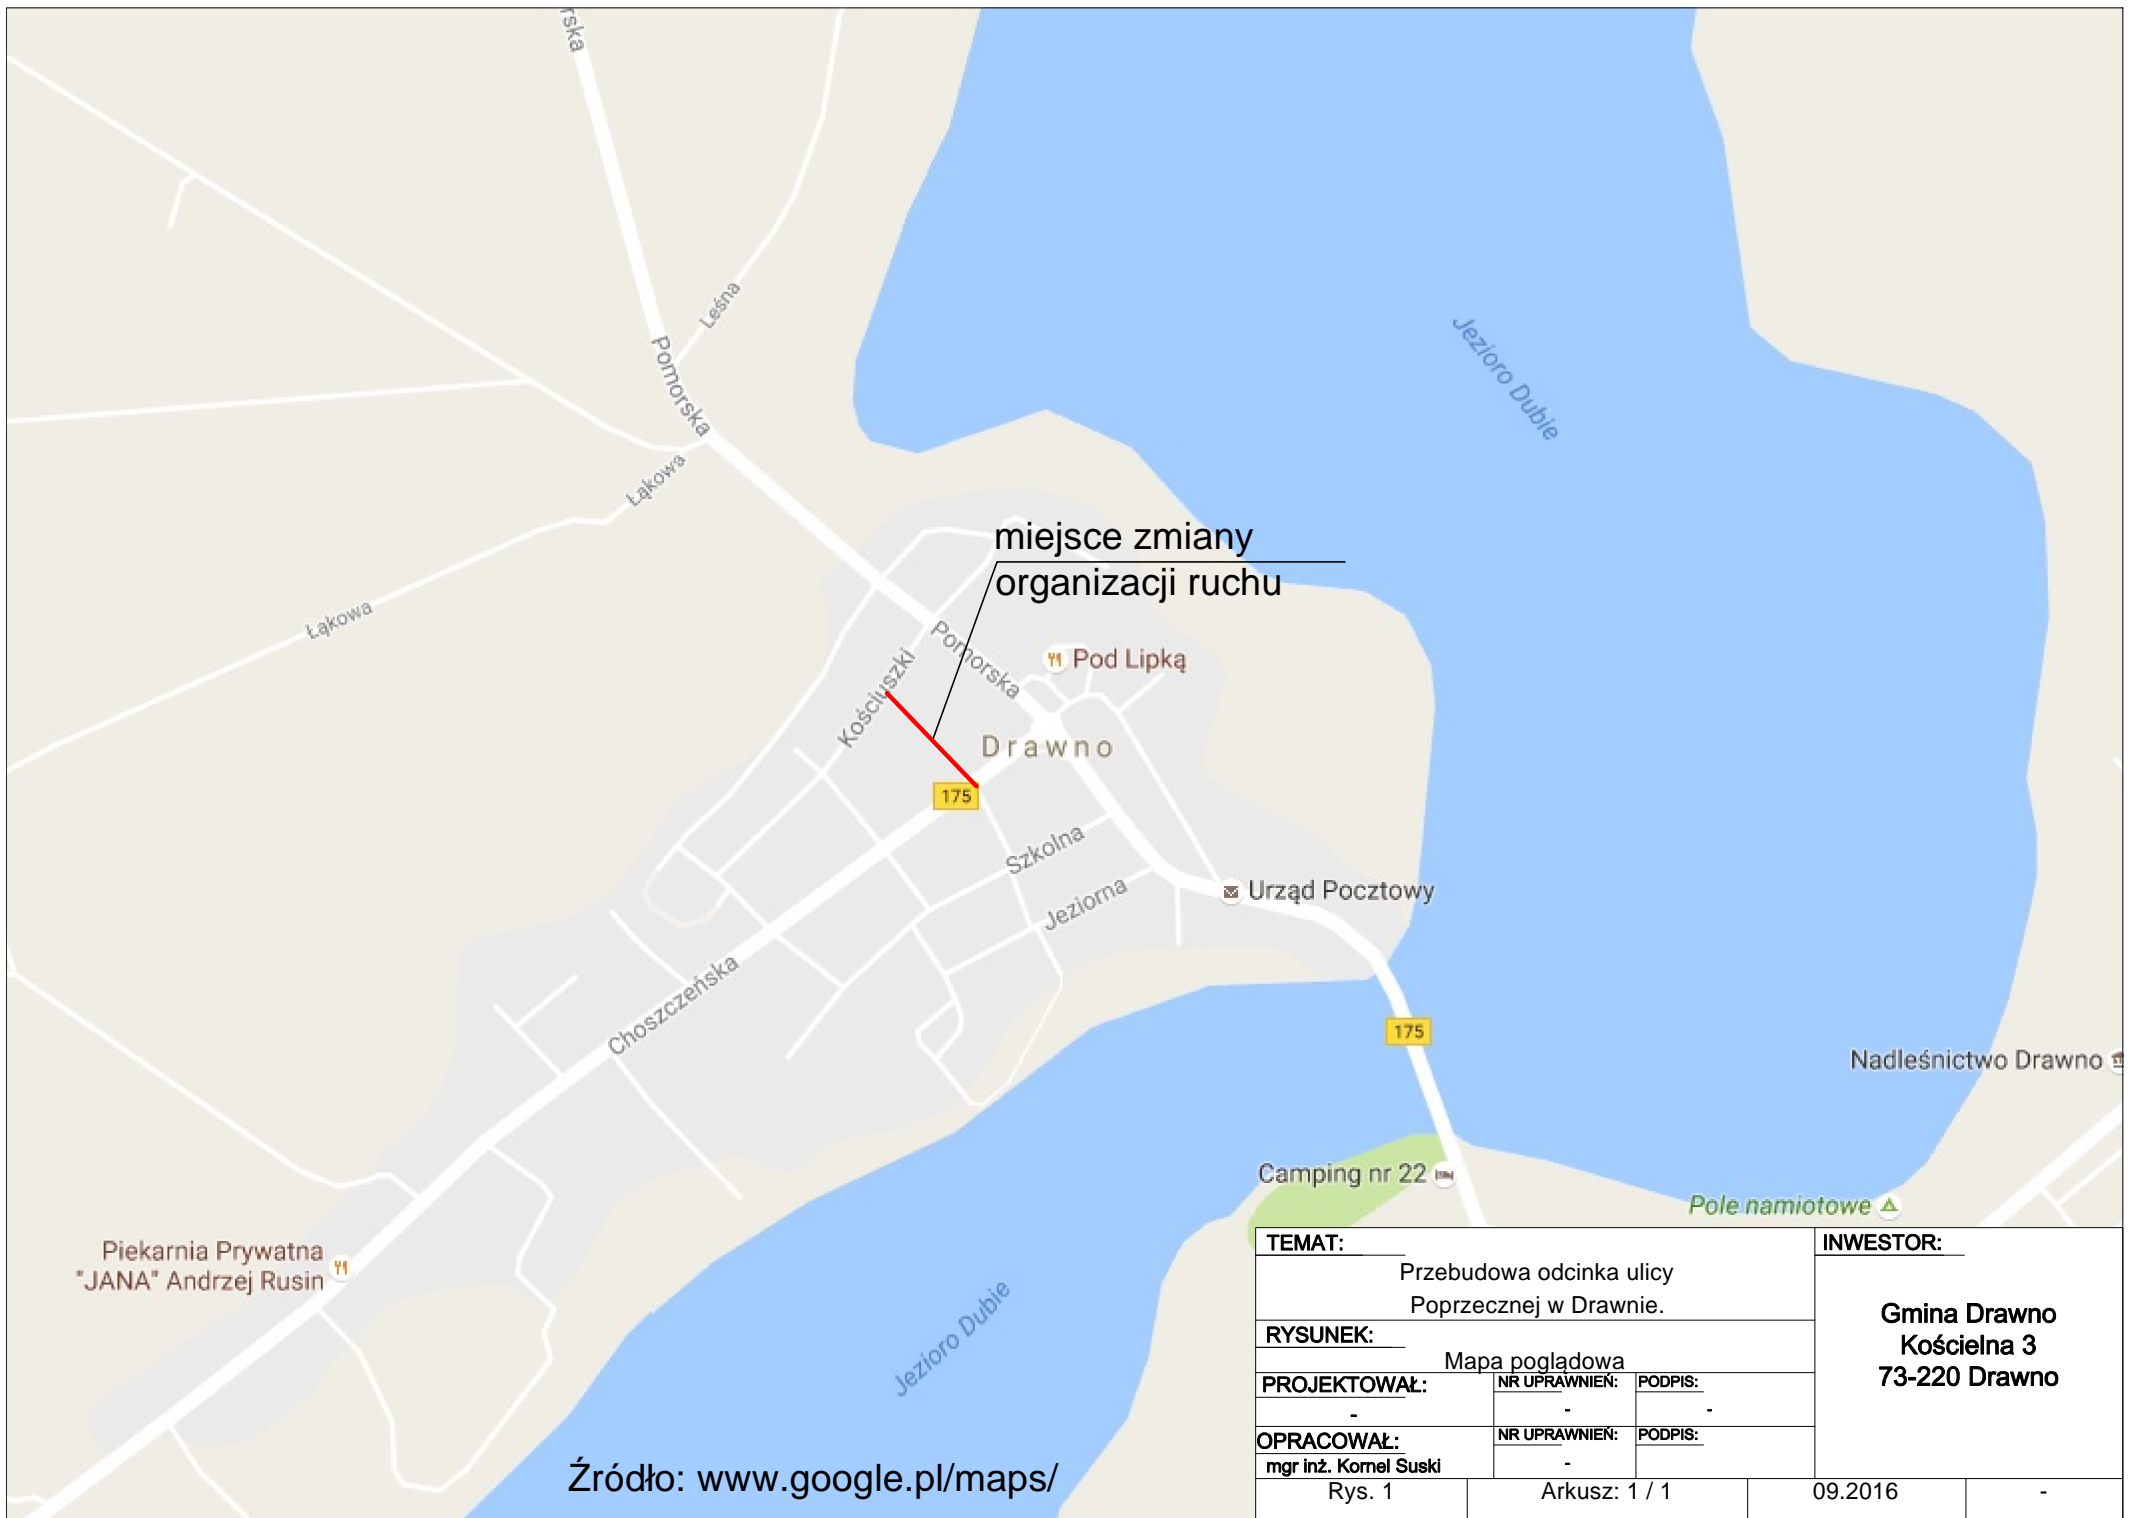 rska
Leśna
Pomorska
Jezioro Dubie
Łąkowa
miejsce zmiany
organizacji ruchu
Łąkowa
Pomorska
Pod Lipką
Kościuszki
Drawno
175
Szkolna
Jeziorna
Urząd Pocztowy
Choszczeńska
175
Nadleśnictwo Drawno
Camping nr 22
Pole namiotowe
Piekarnia Prywatna
"JANA" Andrzej Rusin
Jezioro Dubie
Źródło: www.google.pl/maps/
TEMAT:
Przebudowa odcinka ulicy
Poprzecznej w Drawnie.
INWESTOR:
Gmina Drawno
Kościelna 3
73-220 Drawno
RYSUNEK:
Mapa poglądowa
PROJEKTOWAŁ: NR UPRAWNIEŃ: PODPIS:
- - -
OPRACOWAŁ: NR UPRAWNIEŃ: PODPIS:
mgr inż. Kornel Suski -
Rys. 1 Arkusz: 1 / 1 09.2016 -